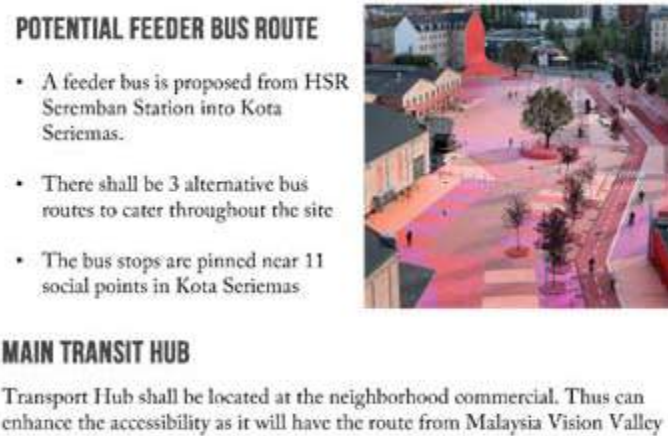 POTENTIAL FEEDER BUS ROUTE
• A feeder bus is proposed from HSR
Seremban Station into Kota
Seriemas.
• There shall be 3 alternative bus
routes to cater throughout the site
• The bus stops are pinned near 11
social points in Kota Seriemas
MAIN TRANSIT HUB
Transport Hub shall be located at the neighborhood commercial. Thus can
enhance the accessibility as it will have the route from Malaysia Vision Valley